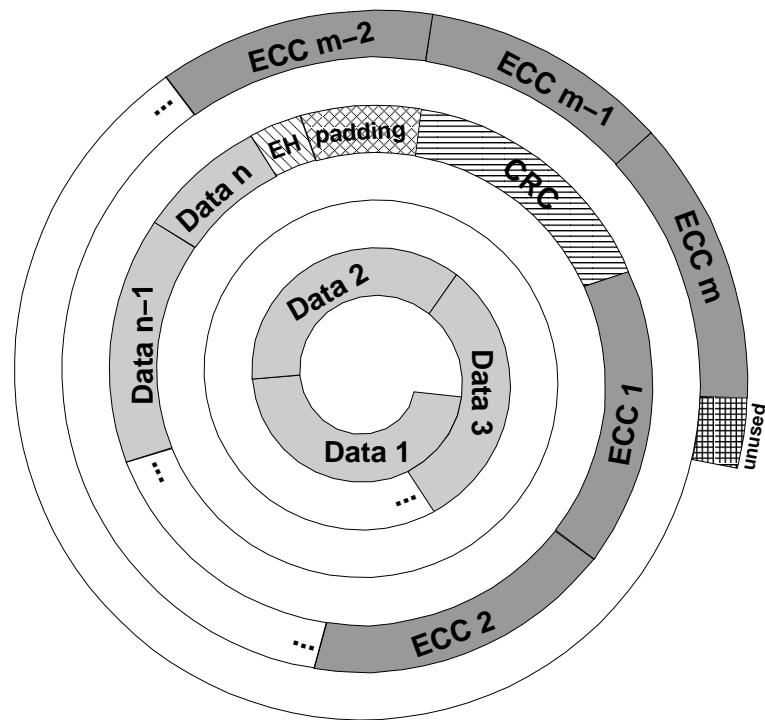 Data 1
Data 2
Data 3
...
...
Data n–1
Data n
EH
padding
CRC
ECC 1
ECC 2
...
...
ECC m–2
ECC m–1
ECC m
unused